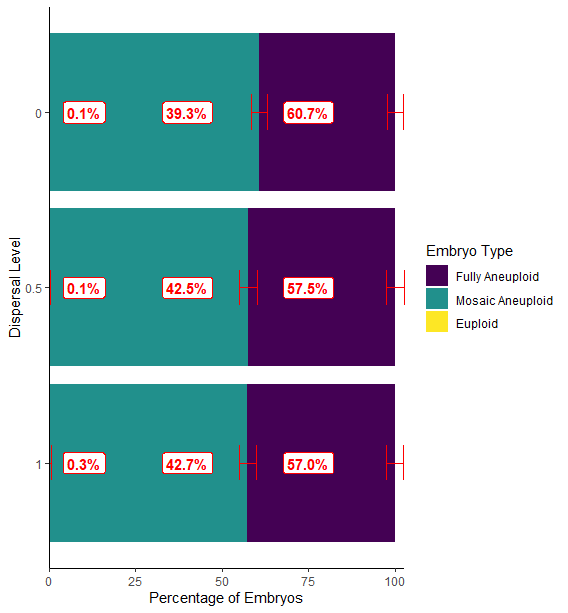 0
0.1%
39.3%
60.7%
0.5
0.1%
42.5%
57.5%
1
0.3%
42.7%
57.0%
Dispersal Level
0
25
50
75
100
Percentage of Embryos
Embryo Type
Fully Aneuploid
Mosaic Aneuploid
Euploid